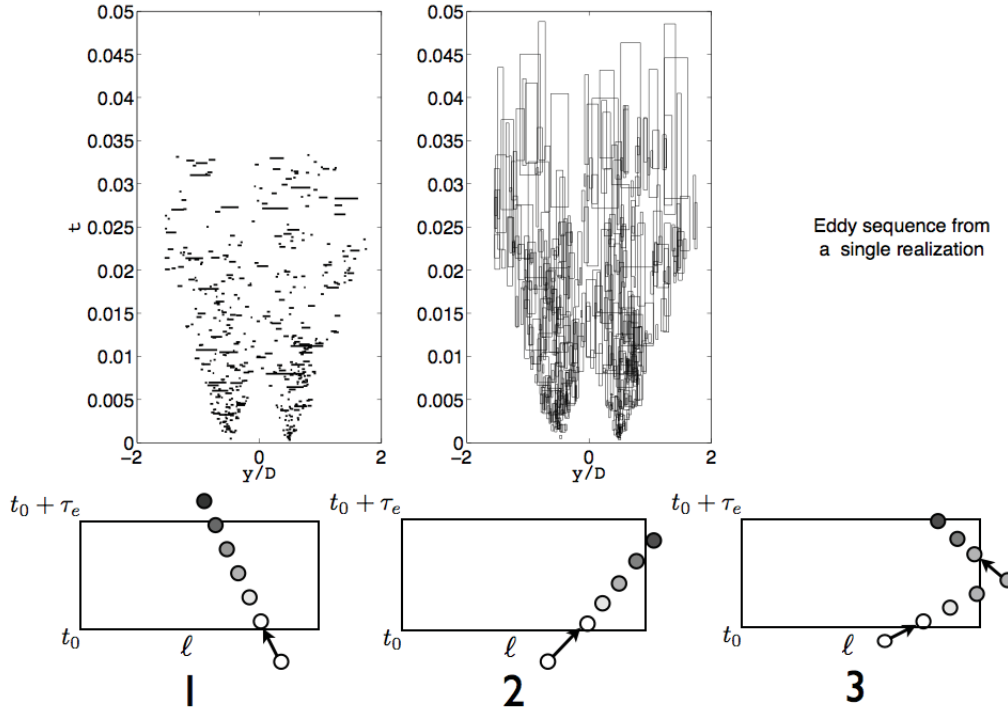 0.05
0.045
0.04
0.035
0.03
0.025
0.02
0.015
0.01
0.005
0
t
−2
0
2
y/D
0.05
0.045
0.04
0.035
0.03
0.025
0.02
0.015
0.01
0.005
0
−2
0
2
y/D
Eddy sequence from
a single realization
t₀ + τₑ
t₀
ℓ
1
t₀ + τₑ
t₀
ℓ
2
t₀ + τₑ
t₀
ℓ
3